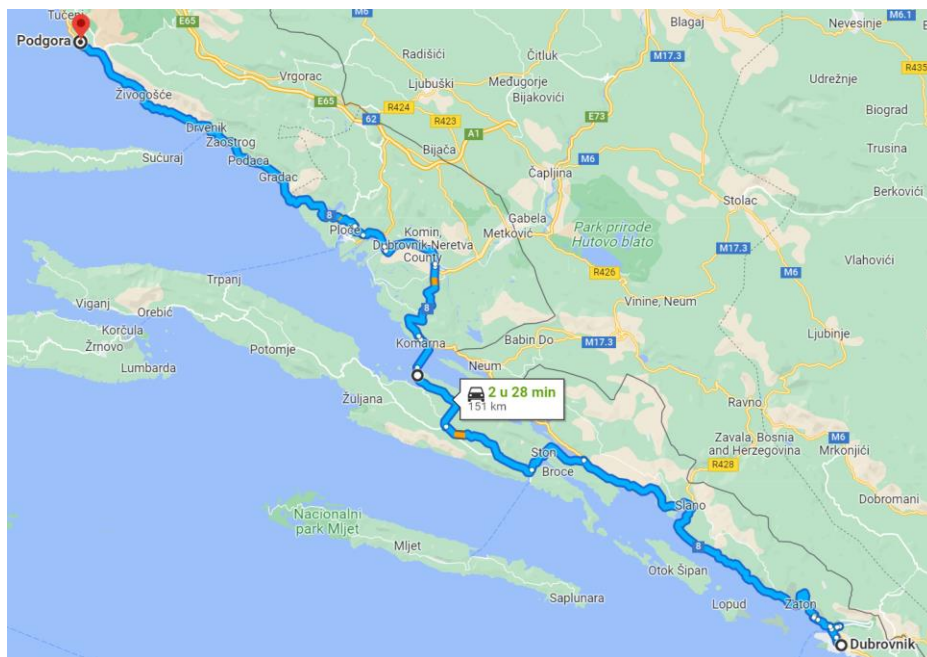 Tučepi
E65
M6
Blagaj
Nevesinje
M6.1
Podgora
Radišići
Čitluk
M17.3
R435
Vrgorac
Ljubuški
Međugorje
Udrežnje
Živogošće
E65
R424
Bijakovići
Biograd
Drvenik
62
R423
A1
E73
Zaostrog
Bijača
M6
Trusina
Sućuraj
Podaca
Čapljina
Berkovići
Gradac
Stolac
8
Gabela
Park prirode
Hutovo blato
Ploče
Komin,
Dubrovnik-Neretva
County
Metković
M17.3
Vlahovići
Trpanj
R426
M6
Viganj
Orebić
8
Vinine, Neum
Korčula
Komarna
Babin Do
M17.3
Ljubinje
Žrnovo
Lumbarda
Potomje
Neum
Žuljana
2 u 28 min
151 km
Ravno
M6
Ston
Zavala, Bosnia
and Herzegovina
Mrkonjići
Broce
R428
Slano
Dobromani
Nacionalni
park Mljet
8
Mljet
Otok Šipan
Saplunara
Lopud
Zaton
Dubrovnik